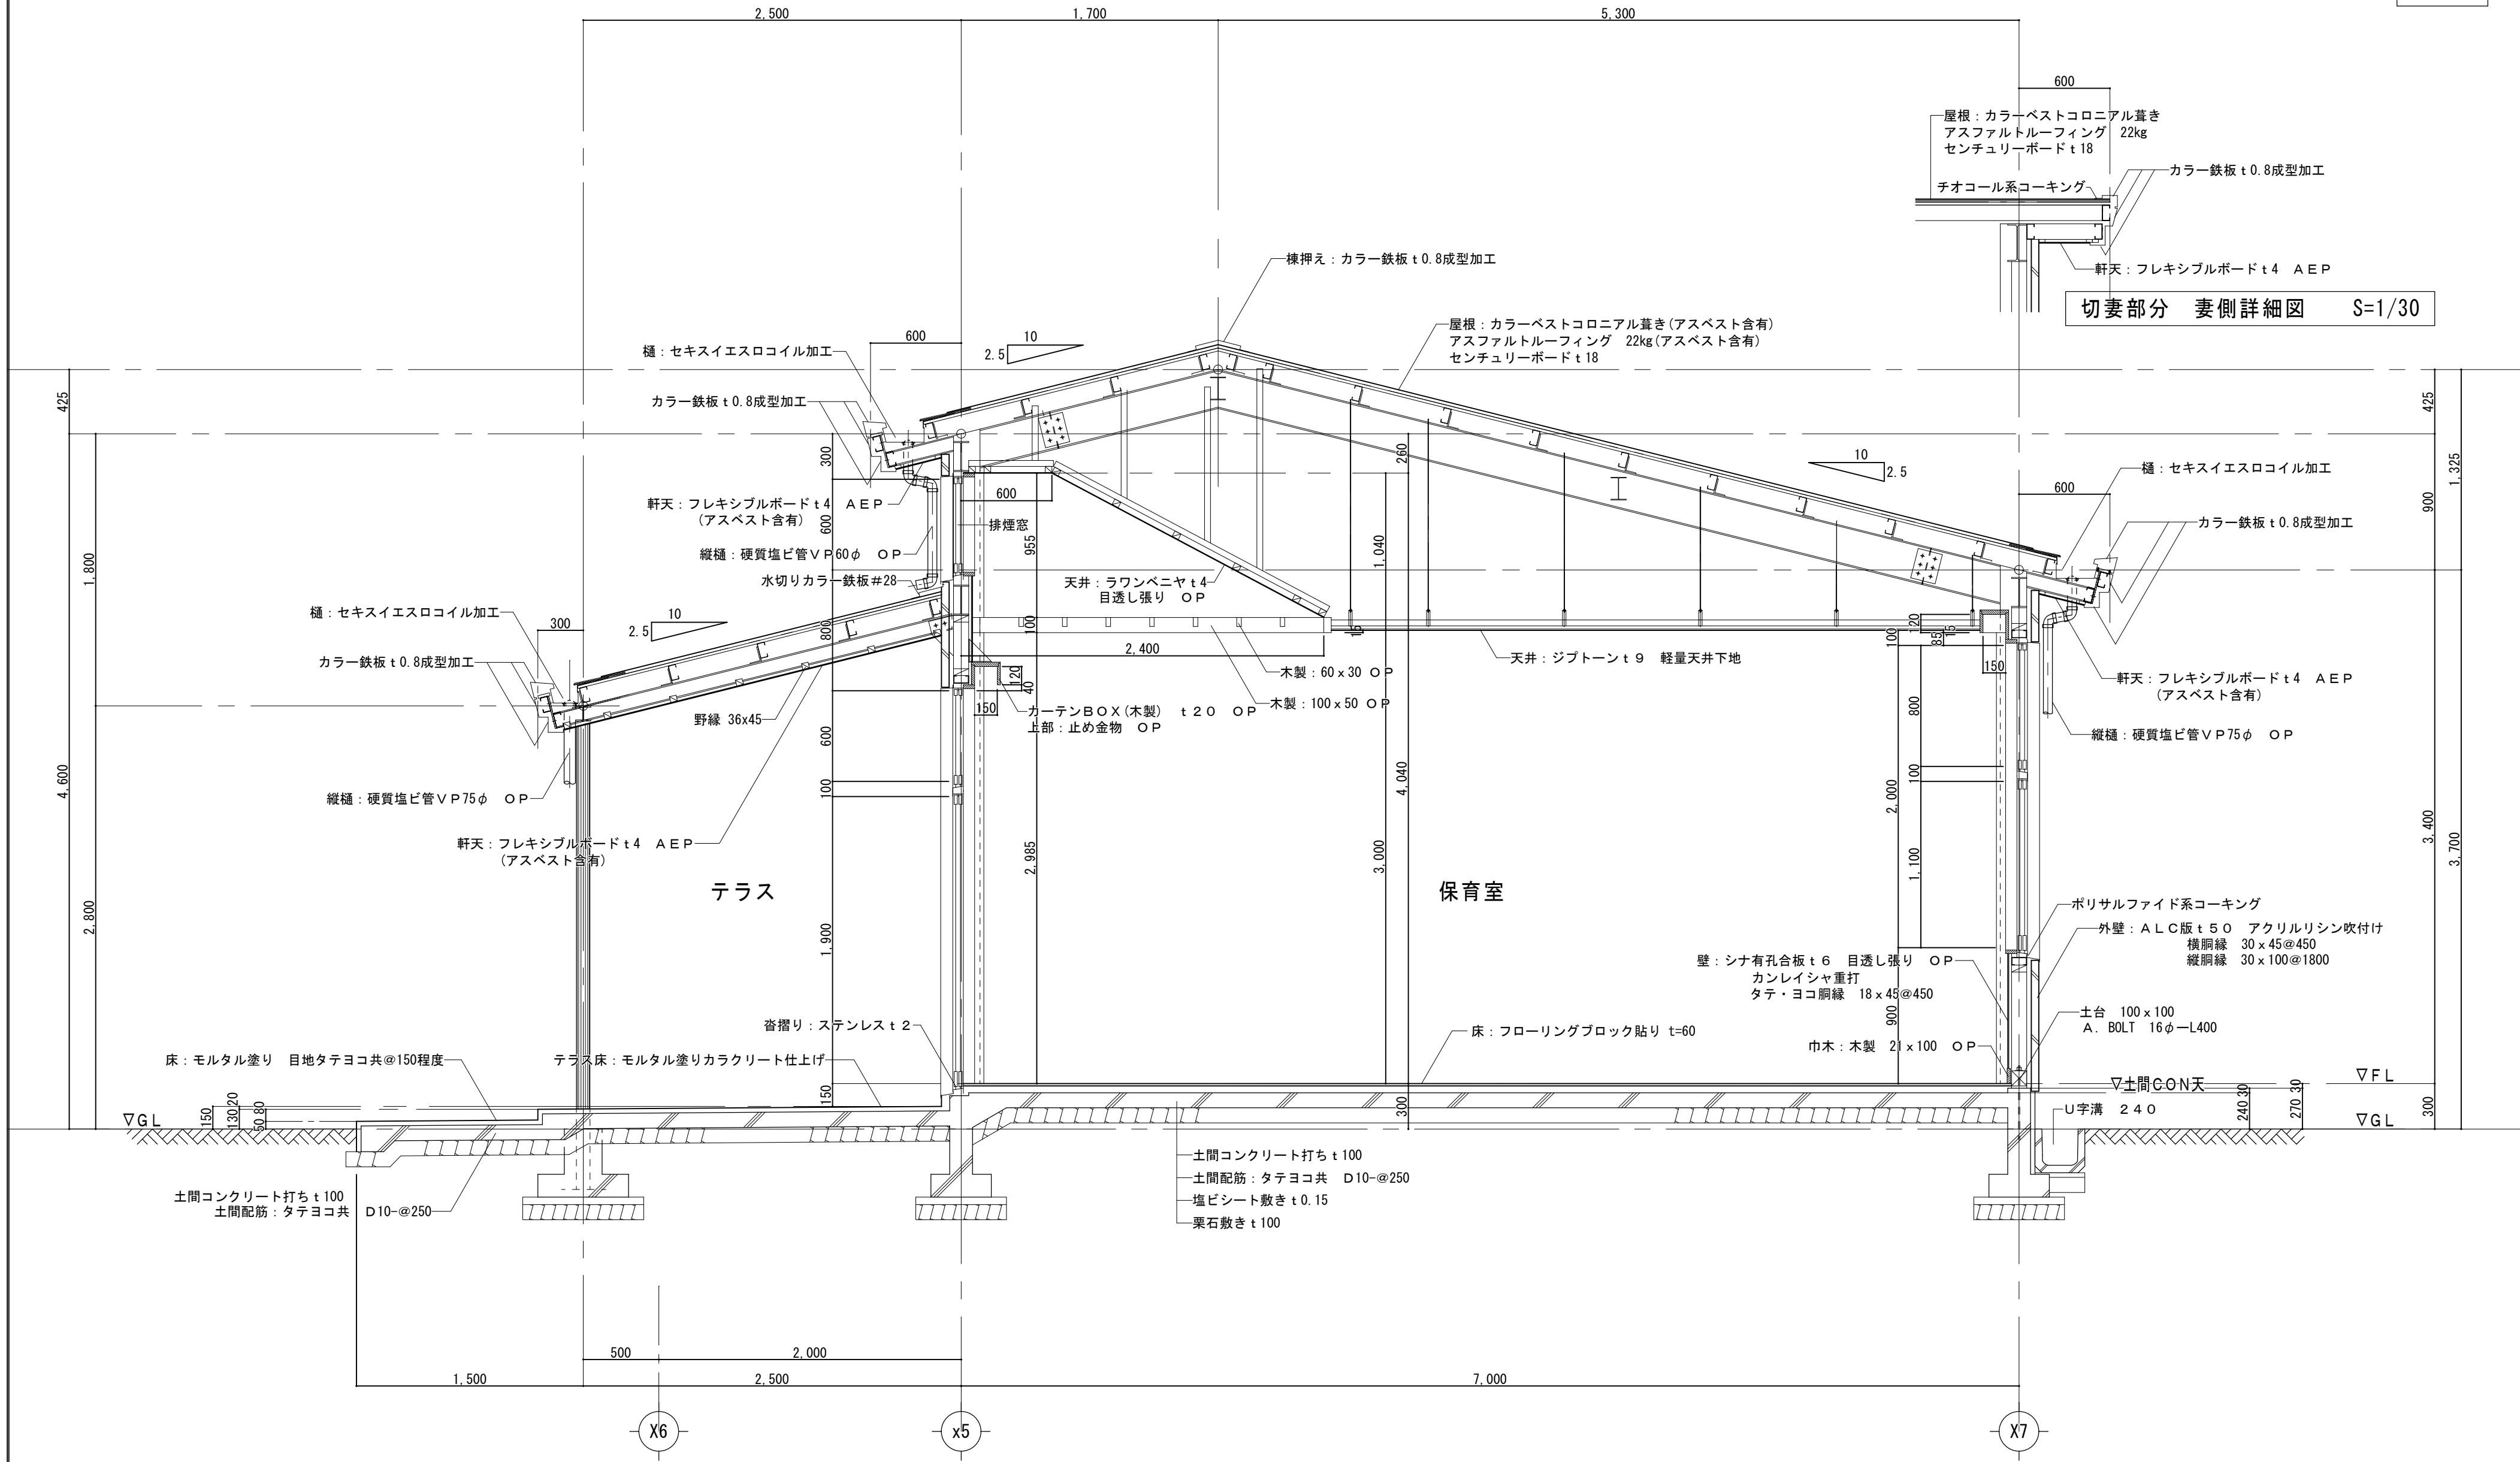 2,500
1,700
5,300
600
屋根：カラーベストコロニアル葺き
アスファルトルーフィング　22kg
センチュリーボードｔ18
カラー鉄板ｔ0.8成型加工
チオコール系コーキング
軒天：フレキシブルボードｔ4　ＡＥＰ
切妻部分　妻側詳細図　　S=1/30
棟押え：カラー鉄板ｔ0.8成型加工
屋根：カラーベストコロニアル葺き(アスベスト含有)
アスファルトルーフィング　22kg(アスベスト含有)
センチュリーボードｔ18
600
10
2.5
樋：セキスイエスロコイル加工
カラー鉄板ｔ0.8成型加工
軒天：フレキシブルボードｔ4　ＡＥＰ
(アスベスト含有)
縦樋：硬質塩ビ管ＶＰ60φ　ＯＰ
水切りカラー鉄板＃28
排煙窓
600
天井：ラワンベニヤｔ4
目透し張り　ＯＰ
10
2.5
樋：セキスイエスロコイル加工
600
カラー鉄板ｔ0.8成型加工
樋：セキスイエスロコイル加工
300
10
2.5
カラー鉄板ｔ0.8成型加工
野縁 36x45
縦樋：硬質塩ビ管ＶＰ75φ　ＯＰ
軒天：フレキシブルボードｔ4　ＡＥＰ
(アスベスト含有)
2,400
木製：60ｘ30 ＯＰ
木製：100ｘ50 ＯＰ
150
120
40
カーテンＢＯＸ(木製)　ｔ２０　ＯＰ
上部：止め金物　ＯＰ
天井：ジプトーンｔ９　軽量天井下地
15
120
85
15
150
軒天：フレキシブルボードｔ4　ＡＥＰ
(アスベスト含有)
縦樋：硬質塩ビ管ＶＰ75φ　ＯＰ
425
1,800
4,600
2,800
300
600
800
600
100
1,900
150
955
100
2,985
260
1,040
4,040
3,000
300
100
800
100
2,000
1,100
900
425
1,325
900
3,400
3,700
300
テラス
保育室
ポリサルファイド系コーキング
外壁：ＡＬＣ版ｔ５０　アクリルリシン吹付け
横胴縁　30ｘ45@450
縦胴縁　30ｘ100@1800
壁：シナ有孔合板ｔ６　目透し張り　ＯＰ
カンレイシャ重打
タテ・ヨコ胴縁　18ｘ45@450
土台　100ｘ100
Ａ．BOLT　16φーL400
沓摺り：ステンレスｔ２
床：フローリングブロック貼り t=60
巾木：木製　21ｘ100　ＯＰ
床：モルタル塗り　目地タテヨコ共@150程度
テラス床：モルタル塗りカラクリート仕上げ
▽ＦＬ
▽土間ＣＯＮ天
▽ＧＬ
150
130 20
50 80
Ｕ字溝　２４０
240 30
270 30
▽ＧＬ
土間コンクリート打ちｔ100
土間配筋：タテヨコ共　Ｄ10-@250
土間コンクリート打ちｔ100
土間配筋：タテヨコ共　Ｄ10-@250
塩ビシート敷きｔ0.15
栗石敷きｔ100
500
2,000
1,500
2,500
7,000
X6
x5
X7